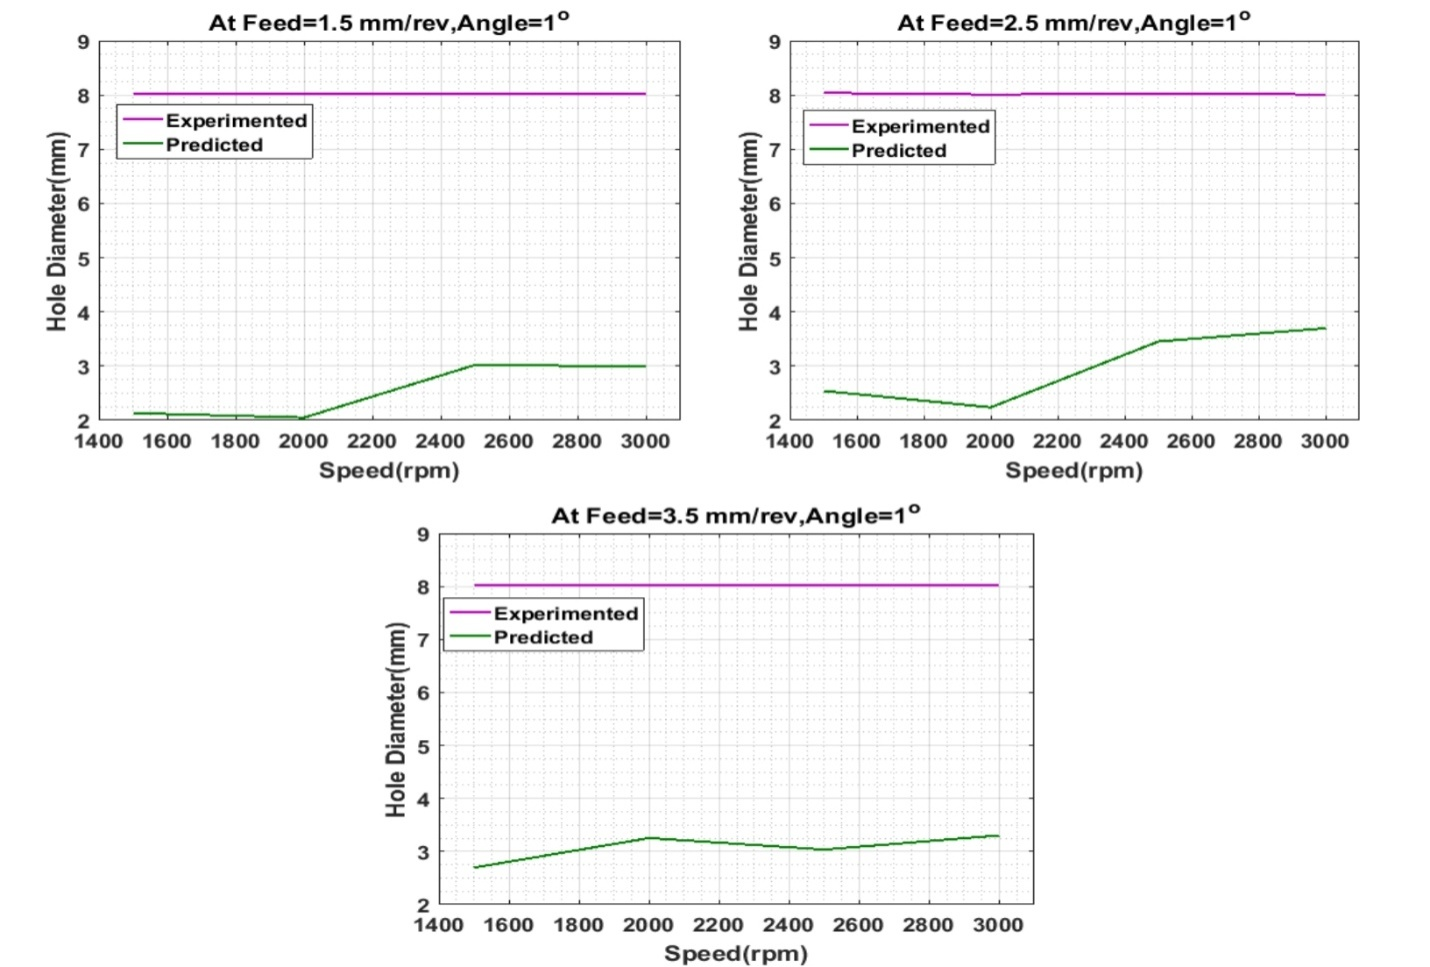 At Feed=1.5 mm/rev,Angle=1°
9
8
7
6
5
4
3
2
Hole Diameter(mm)
Experimented
Predicted
1400 1600 1800 2000 2200 2400 2600 2800 3000
Speed(rpm)
At Feed=2.5 mm/rev,Angle=1°
9
8
7
6
5
4
3
2
Hole Diameter(mm)
Experimented
Predicted
1400 1600 1800 2000 2200 2400 2600 2800 3000
Speed(rpm)
At Feed=3.5 mm/rev,Angle=1°
9
8
7
6
5
4
3
2
Hole Diameter(mm)
Experimented
Predicted
1400 1600 1800 2000 2200 2400 2600 2800 3000
Speed(rpm)